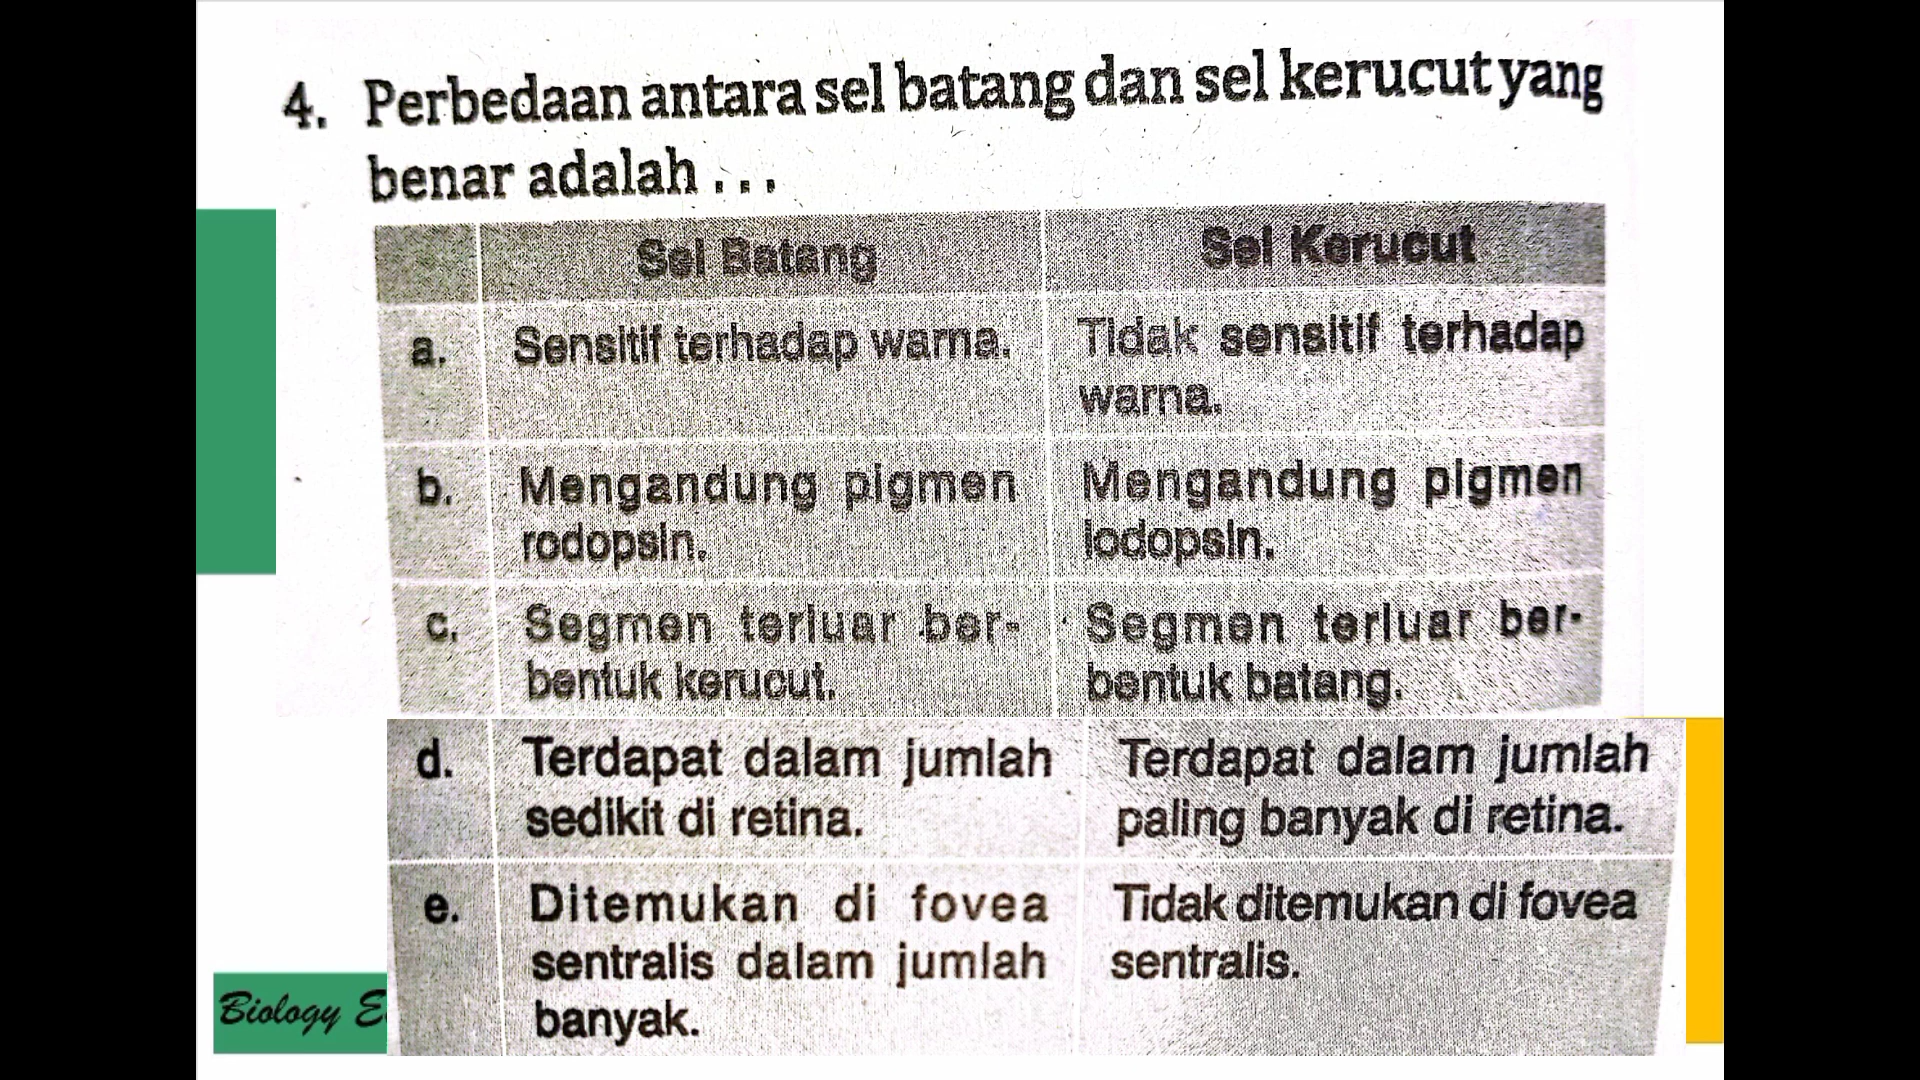 4. Perbedaan antara sel batang dan sel kerucut yang
benar adalah . . .
Sel Batang
Sel Kerucut
a.
Sensitif terhadap warna.
Tidak sensitif terhadap
warna.
b.
Mengandung pigmen
rodopsin.
Mengandung pigmen
iodopsin.
c.
Segmen terluar ber-
bentuk kerucut.
Segmen terluar ber-
bentuk batang.
d.
Terdapat dalam jumlah
sedikit di retina.
Terdapat dalam jumlah
paling banyak di retina.
e.
Ditemukan di fovea
sentralis dalam jumlah
banyak.
Tidak ditemukan di fovea
sentralis.
Biology E